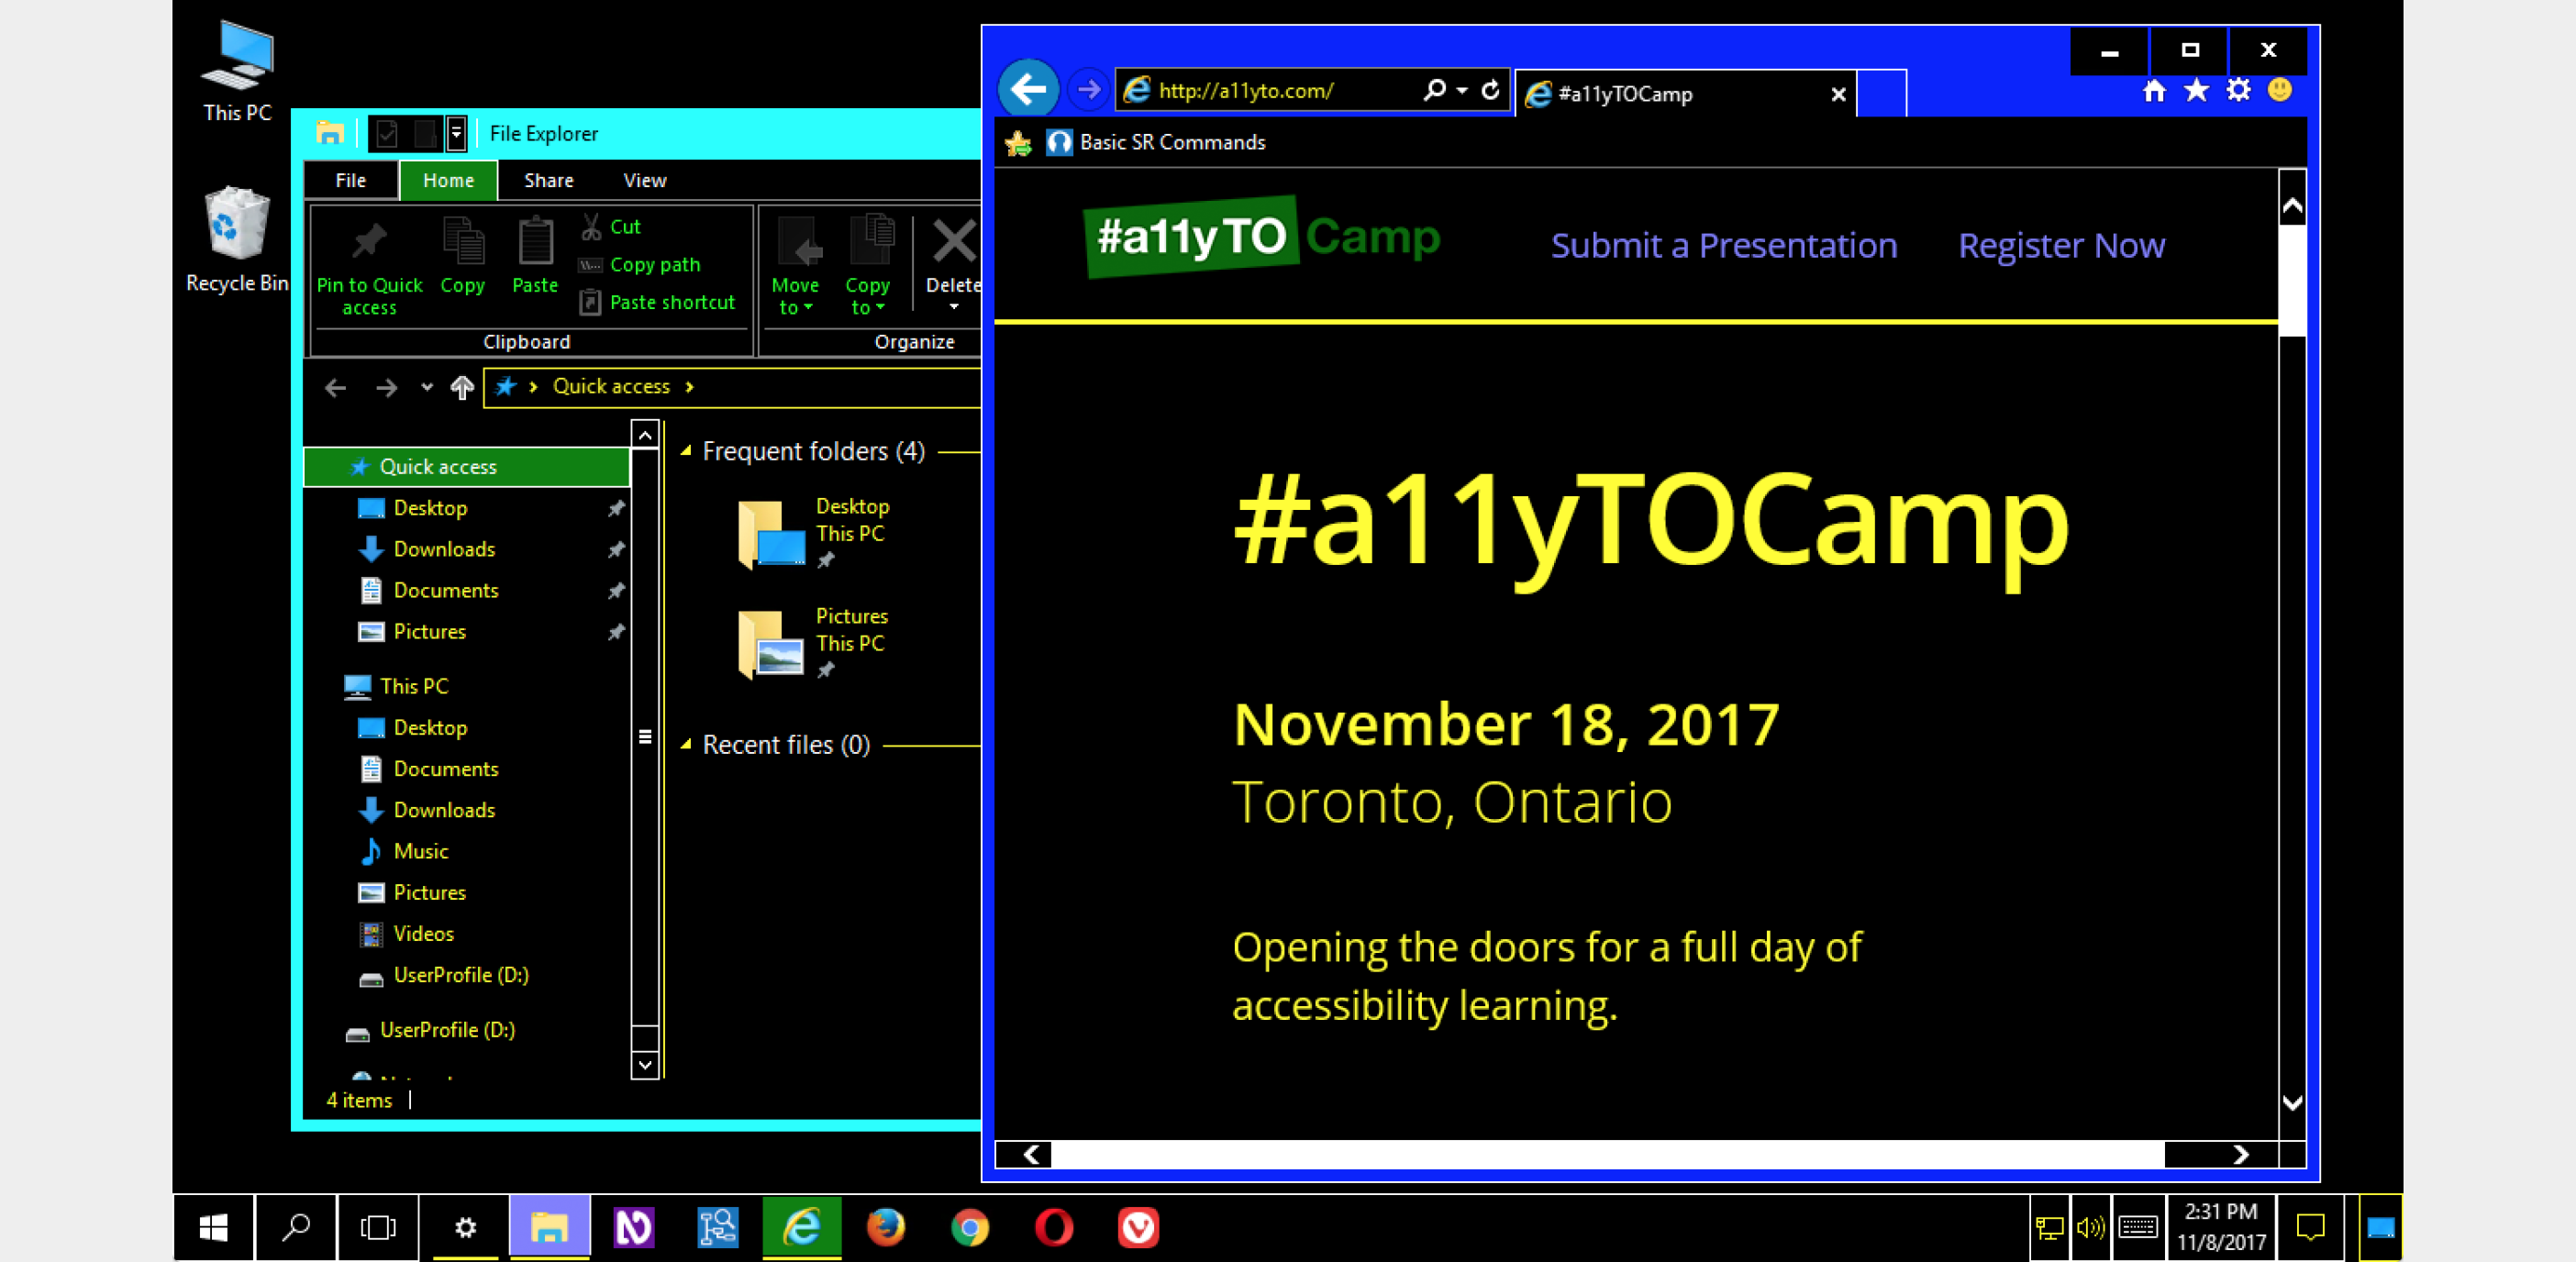 This PC
Recycle Bin
File Explorer
File Home Share View
Pin to Quick
access
Copy
Paste
Cut
Copy path
Paste shortcut
Clipboard
Move
to
Copy
to
Delete
Organize
Quick access
Quick access
Desktop
Downloads
Documents
Pictures
This PC
Desktop
Documents
Downloads
Music
Pictures
Videos
UserProfile (D:)
UserProfile (D:)
4 items
Frequent folders (4)
Desktop
This PC
Pictures
This PC
Recent files (0)
http://a11yto.com/
#a11yTOCamp
Basic SR Commands
#a11yTO Camp
Submit a Presentation
Register Now
#a11yTOCamp
November 18, 2017
Toronto, Ontario
Opening the doors for a full day of
accessibility learning.
2:31 PM
11/8/2017